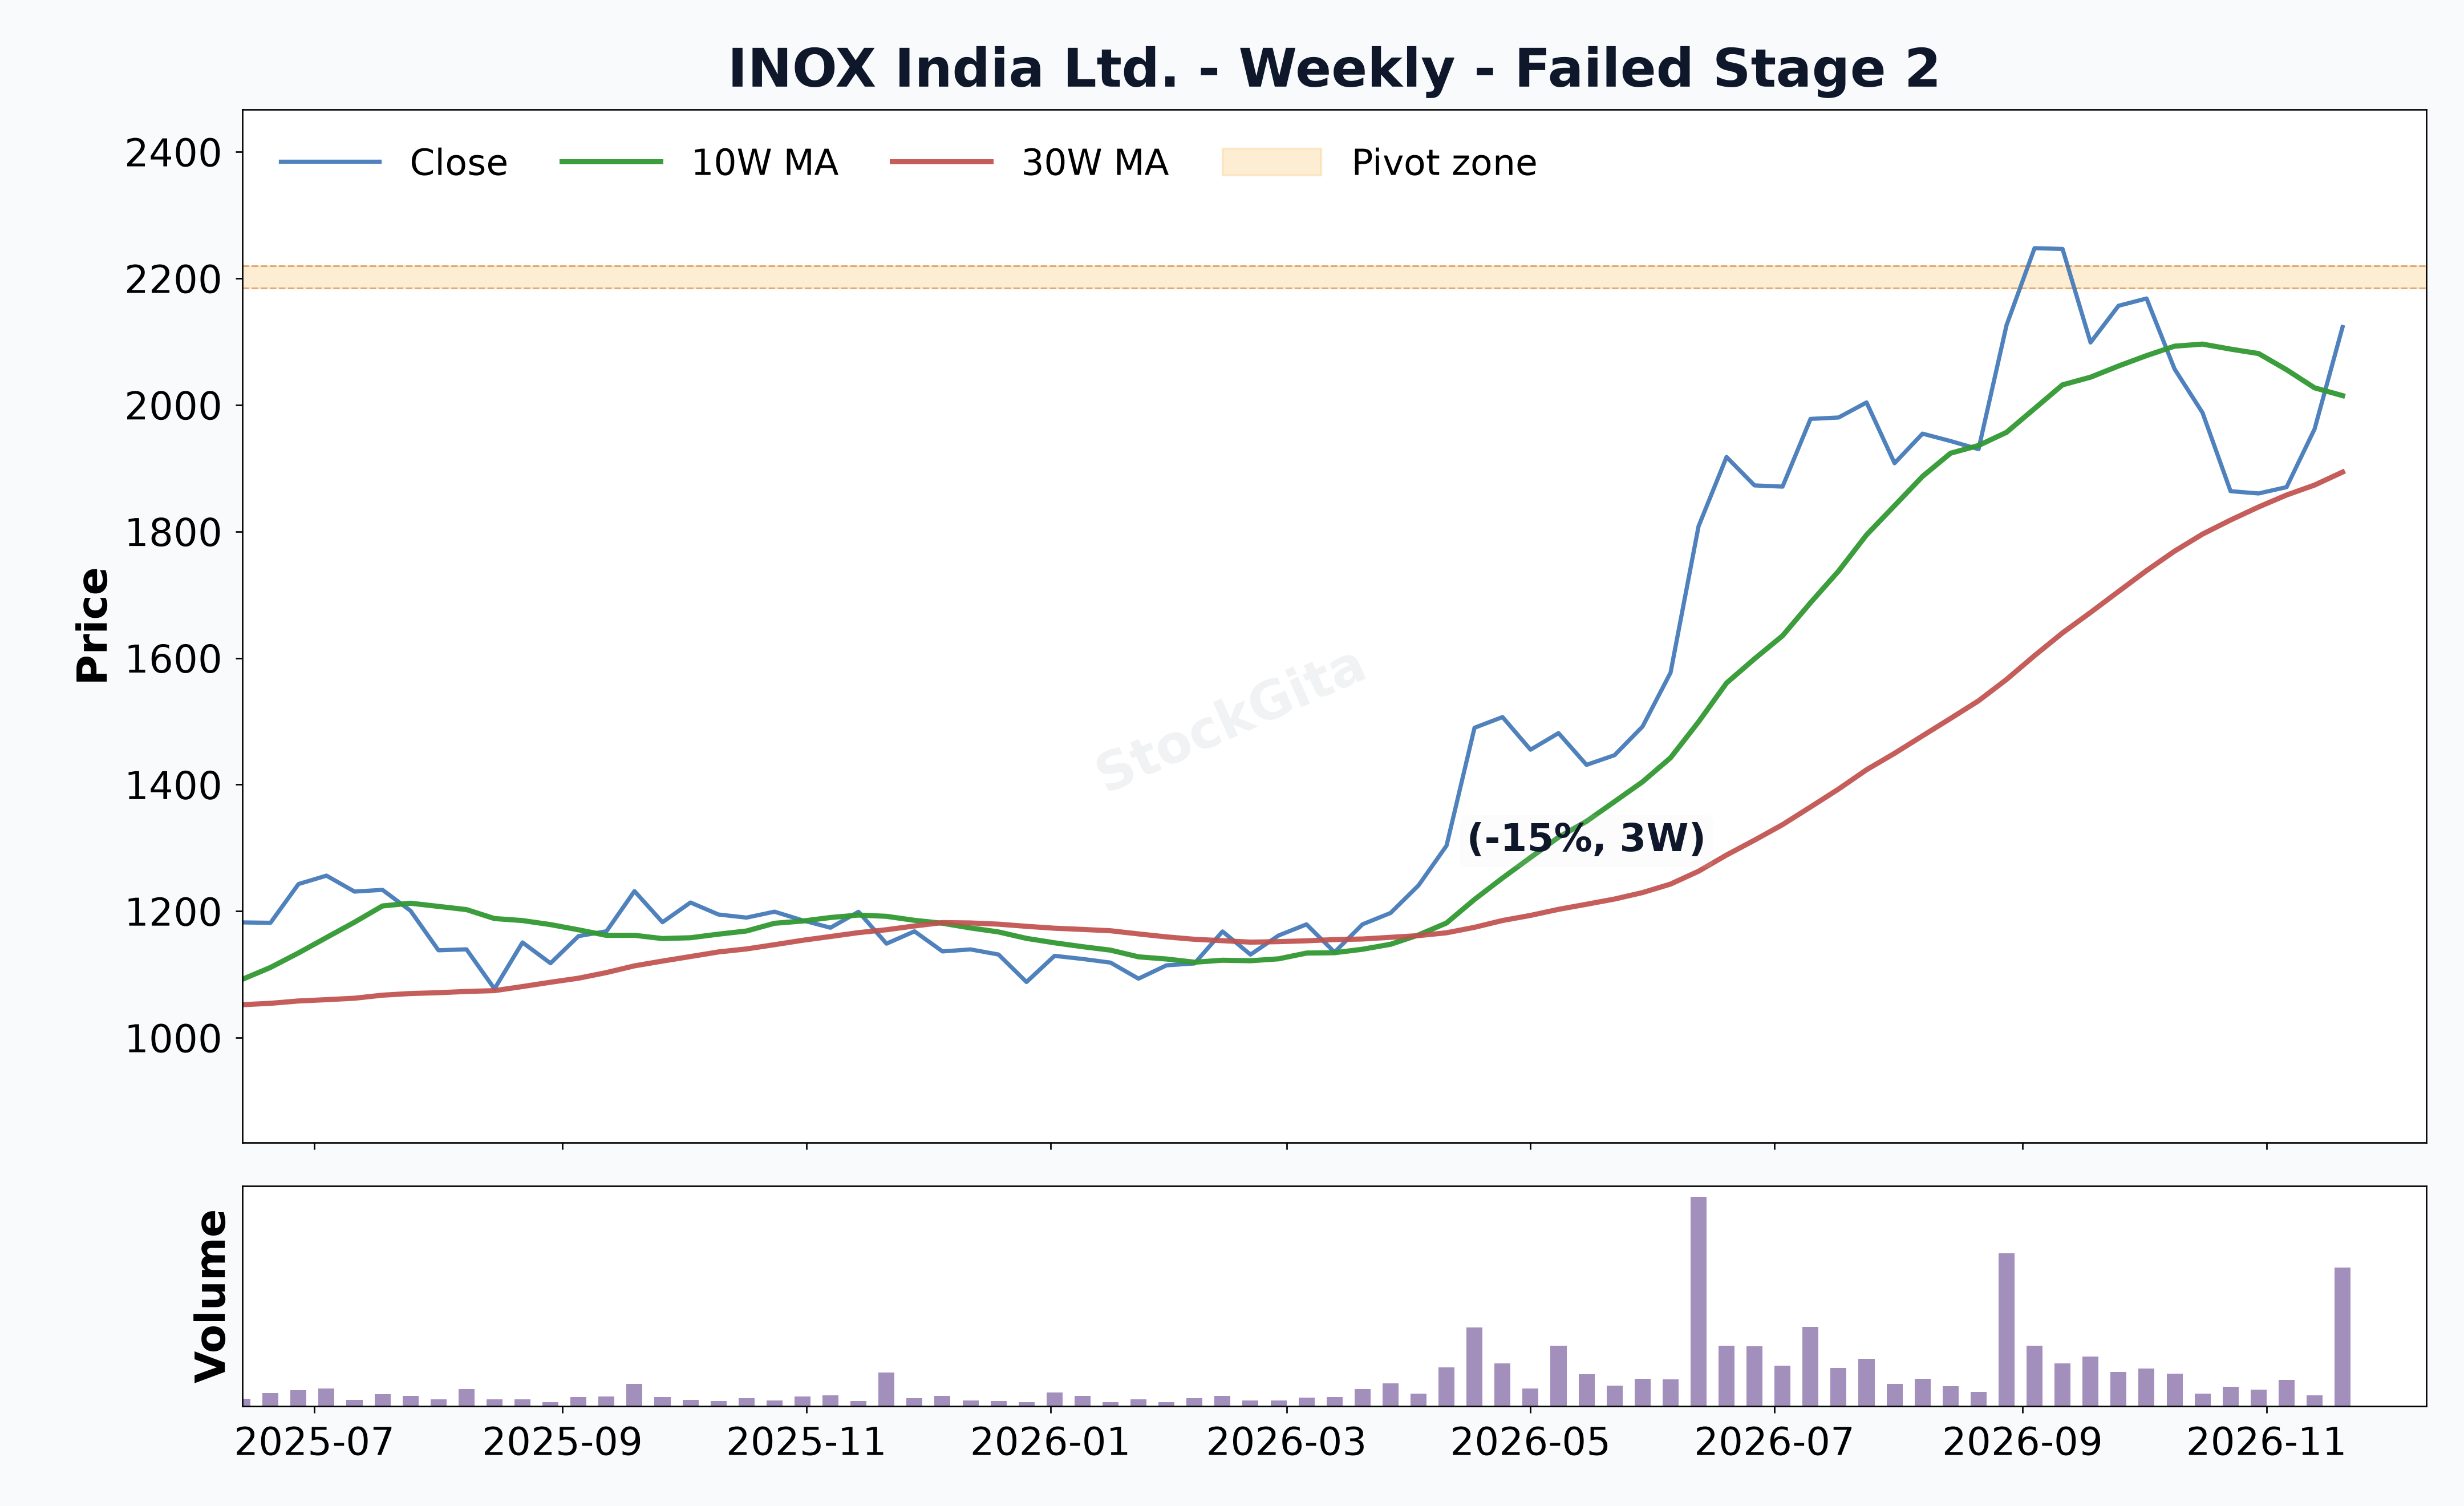 INOX India Ltd. - Weekly - Failed Stage 2
Close 10W MA 30W MA Pivot zone
2400
2200
2000
1800
1600
1400
1200
1000
Price
StockGita
(-15%, 3W)
Volume
2025-07 2025-09 2025-11 2026-01 2026-03 2026-05 2026-07 2026-09 2026-11